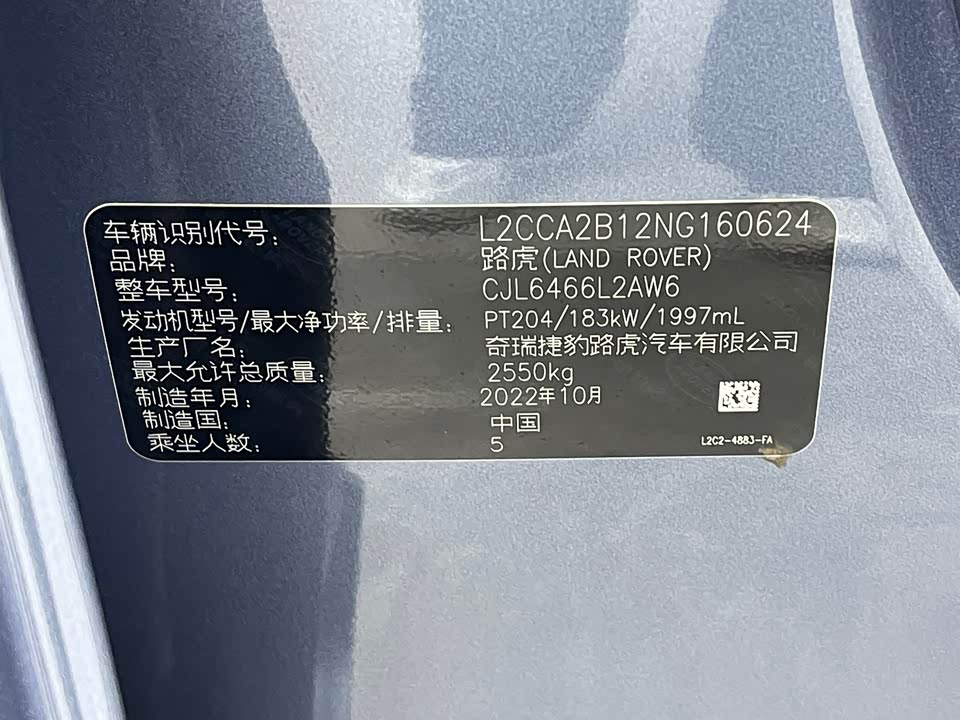 车辆识别代号: L2CCA2B12NG160624
品牌: 路虎(LAND ROVER)
整车型号: CJL6466L2AW6
发动机型号/最大净功率/排量: PT204/183kW/1997mL
生产厂名: 奇瑞捷豹路虎汽车有限公司
最大允许总质量: 2550kg
制造年月: 2022年10月
制造国: 中国
乘坐人数: 5
L2C2-4883-FA